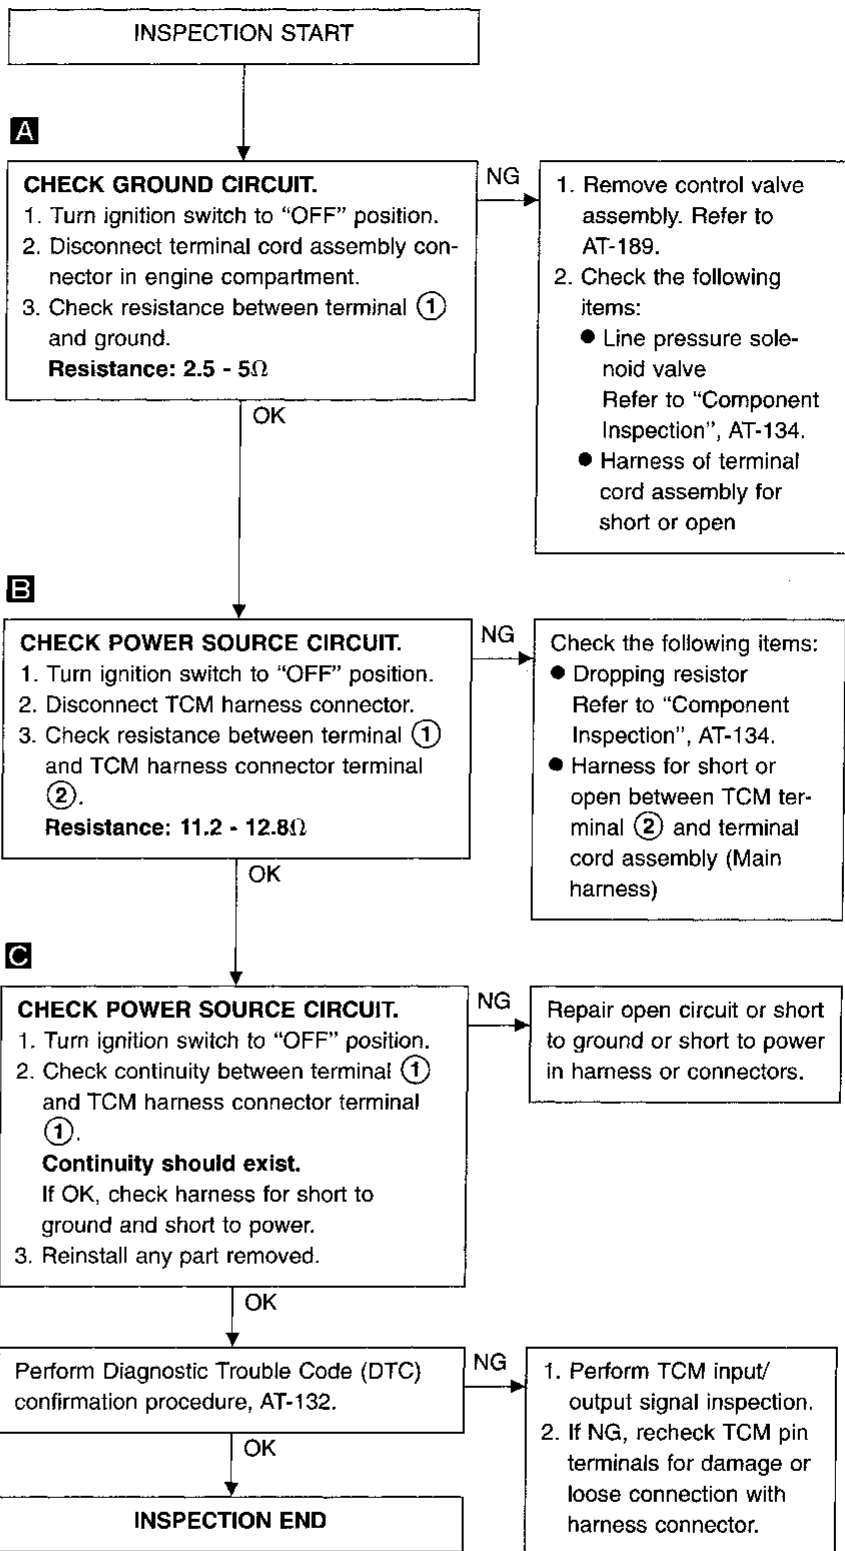 INSPECTION START
A
CHECK GROUND CIRCUIT.
1. Turn ignition switch to “OFF” position.
2. Disconnect terminal cord assembly con-
nector in engine compartment.
3. Check resistance between terminal ①
and ground.
Resistance: 2.5 - 5Ω
NG
1. Remove control valve
assembly. Refer to
AT-189.
2. Check the following
items:
● Line pressure sole-
noid valve
Refer to “Component
Inspection”, AT-134.
● Harness of terminal
cord assembly for
short or open
OK
B
CHECK POWER SOURCE CIRCUIT.
1. Turn ignition switch to “OFF” position.
2. Disconnect TCM harness connector.
3. Check resistance between terminal ①
and TCM harness connector terminal
②.
Resistance: 11.2 - 12.8Ω
NG
Check the following items:
● Dropping resistor
Refer to “Component
Inspection”, AT-134.
● Harness for short or
open between TCM ter-
minal ② and terminal
cord assembly (Main
harness)
OK
C
CHECK POWER SOURCE CIRCUIT.
1. Turn ignition switch to “OFF” position.
2. Check continuity between terminal ①
and TCM harness connector terminal
①.
Continuity should exist.
If OK, check harness for short to
ground and short to power.
3. Reinstall any part removed.
NG
Repair open circuit or short
to ground or short to power
in harness or connectors.
OK
Perform Diagnostic Trouble Code (DTC)
confirmation procedure, AT-132.
NG
1. Perform TCM input/
output signal inspection.
2. If NG, recheck TCM pin
terminals for damage or
loose connection with
harness connector.
OK
INSPECTION END